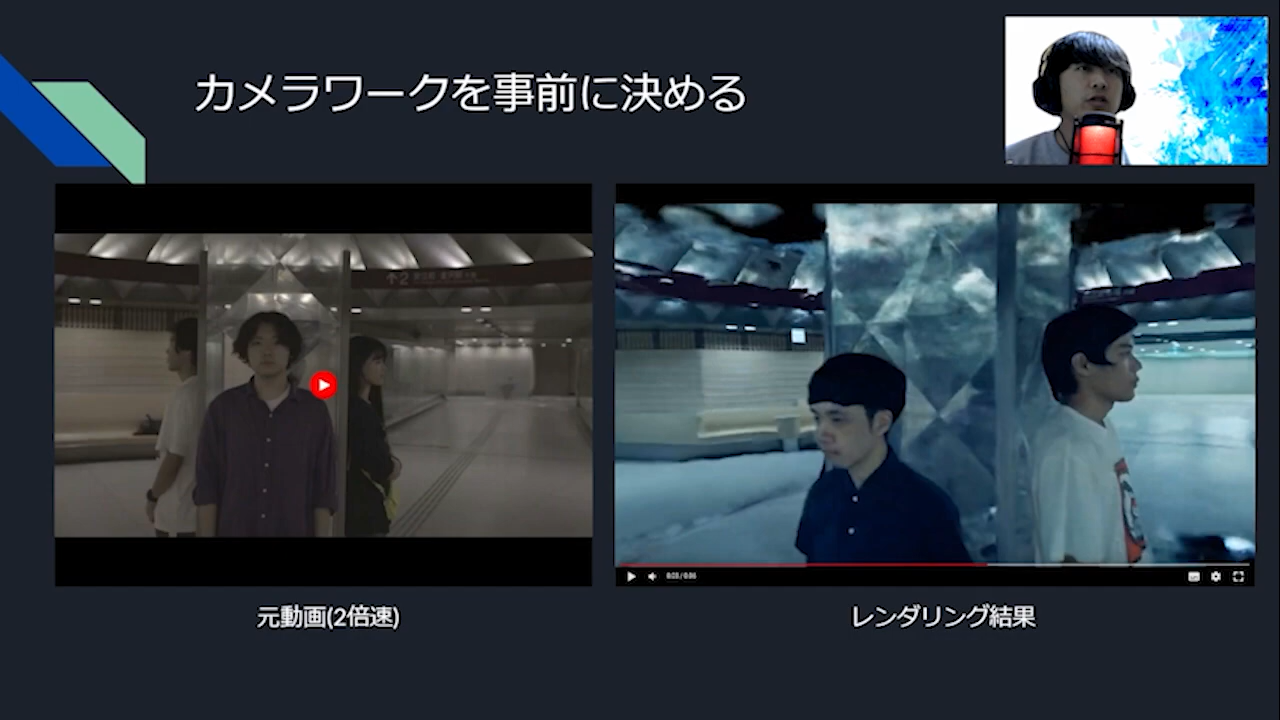 カメラワークを事前に決める
元動画(2倍速)
レンダリング結果